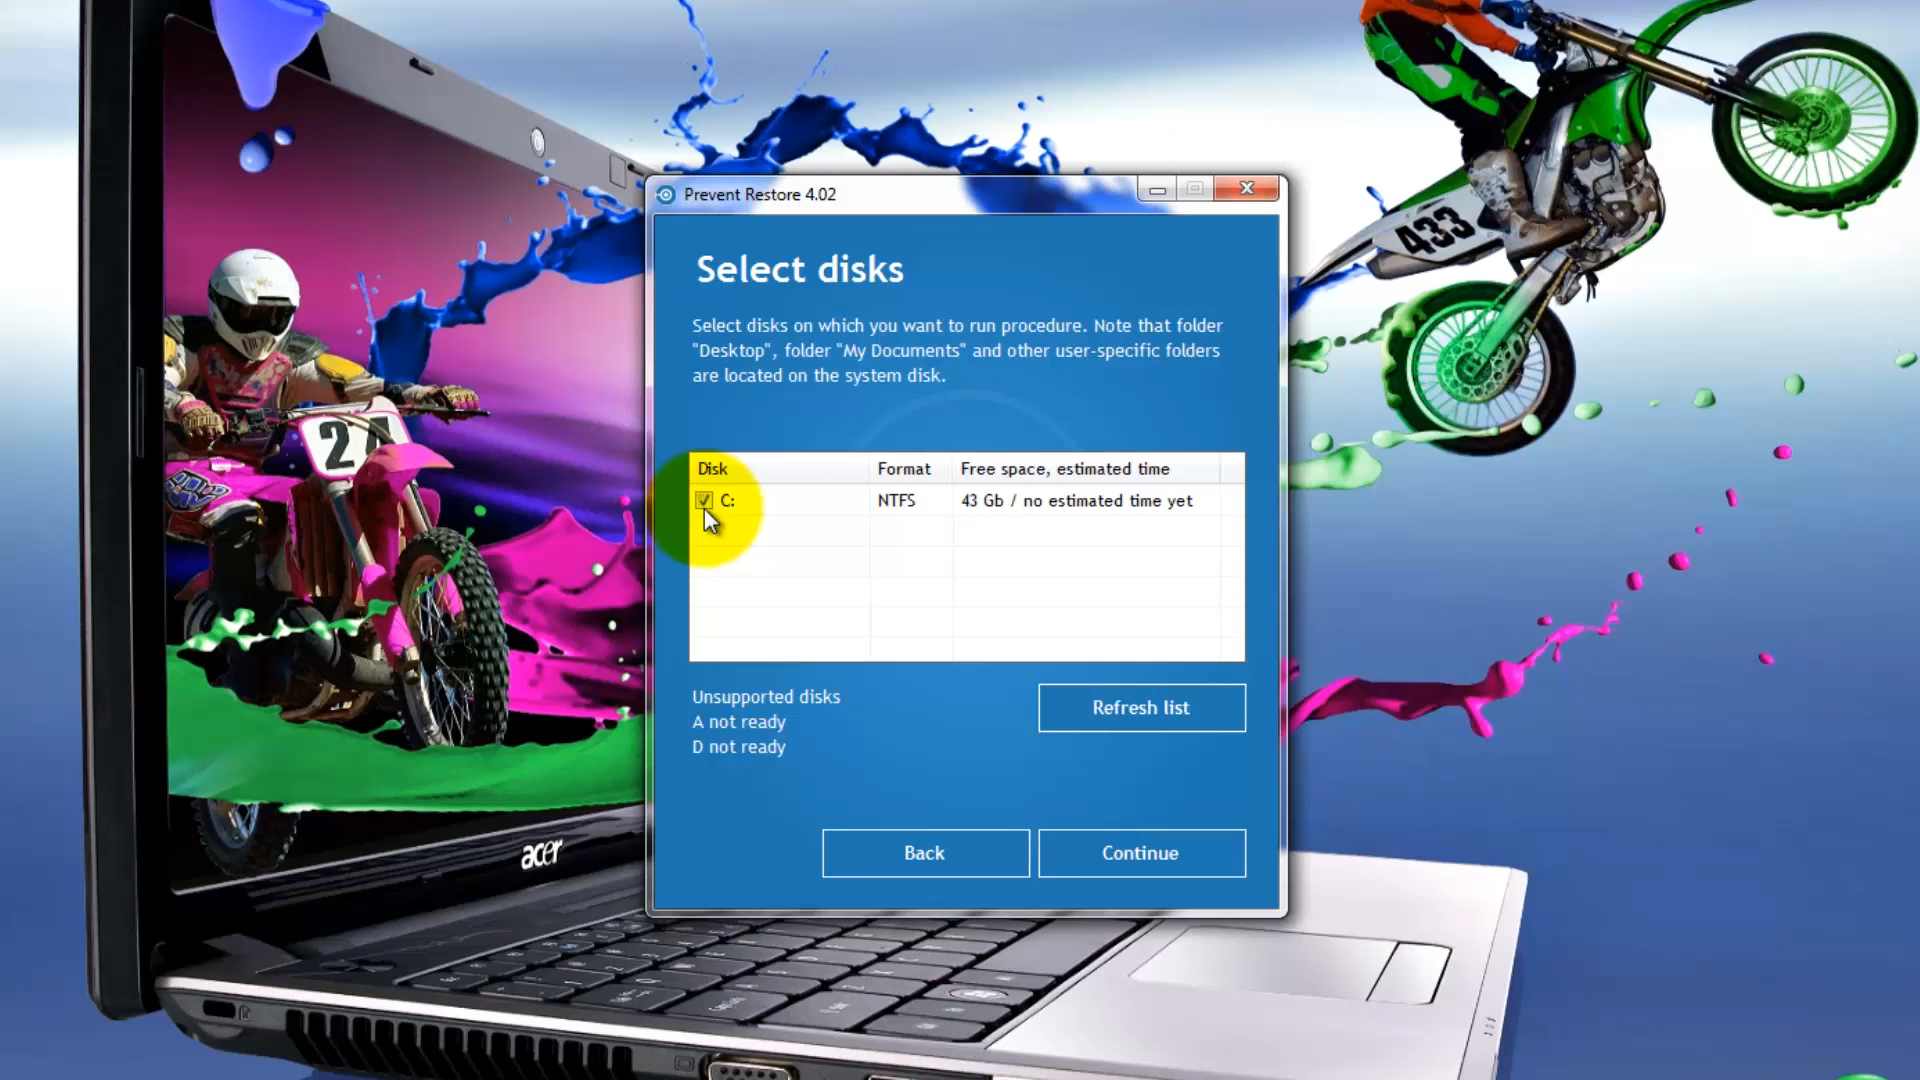 Prevent Restore 4.02
Select disks
Select disks on which you want to run procedure. Note that folder
"Desktop", folder "My Documents" and other user-specific folders
are located on the system disk.
Disk Format Free space, estimated time
C: NTFS 43 Gb / no estimated time yet
Unsupported disks
A not ready
D not ready
Refresh list
Back Continue
433
24
acer